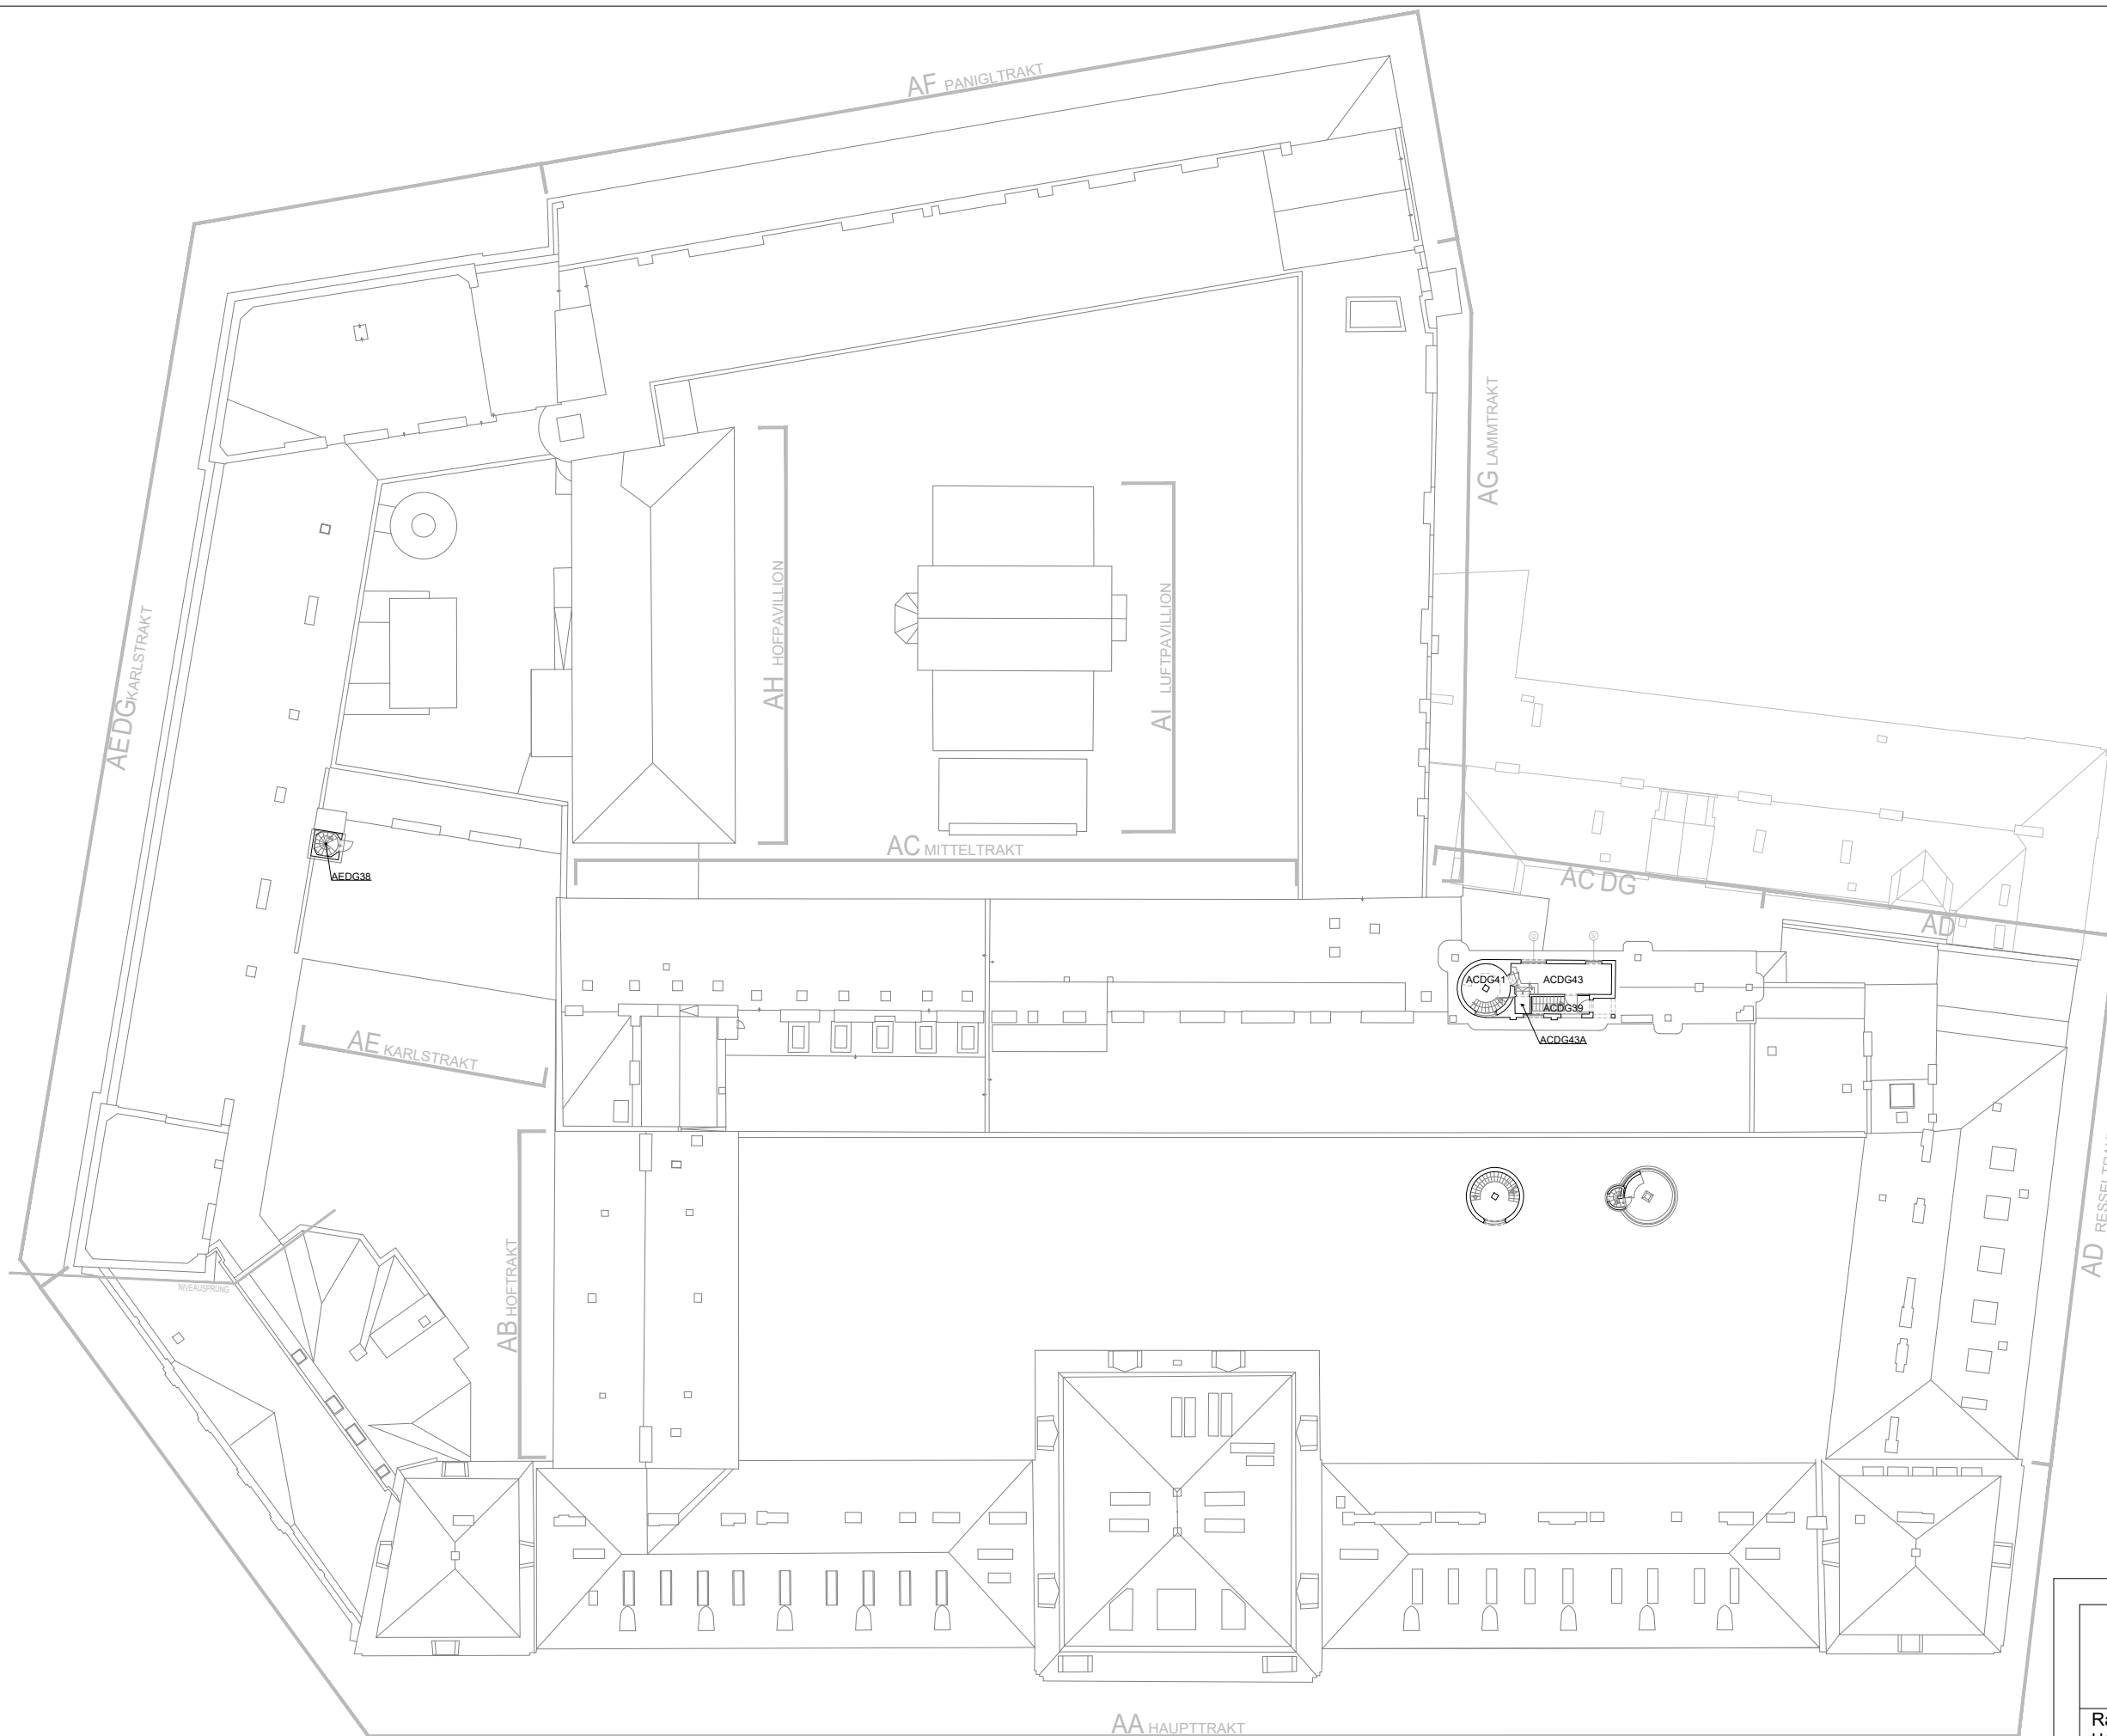 AF PANIGLTRAKT
AG LAMMTRAKT
AH HOFPAVILLION
AI LUFTPAVILLION
AEDG KARLSTRAKT
AC MITTELTRAKT
AEDG38
AC DG
AD
ACDG41
ACDG43
ACDG39
ACDG43A
AE KARLSTRAKT
AB HOFTRAKT
AD
NIVEAUSPRUNG
AA HAUPTTRAKT